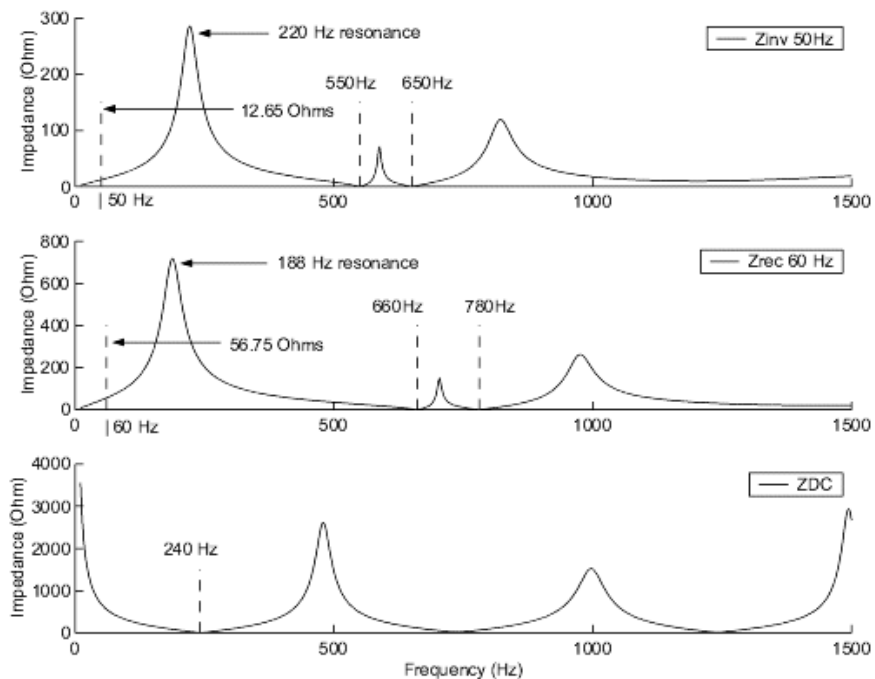 300
220 Hz resonance
Zinv 50Hz
550Hz
650Hz
200
12.65 Ohms
100
Impedance (Ohm)
0
0
| 50 Hz
500
1000
1500
800
188 Hz resonance
Zrec 60 Hz
600
660Hz
780Hz
400
56.75 Ohms
200
Impedance (Ohm)
0
0
| 60 Hz
500
1000
1500
4000
ZDC
3000
240 Hz
2000
1000
Impedance (Ohm)
0
0
500
1000
1500
Frequency (Hz)